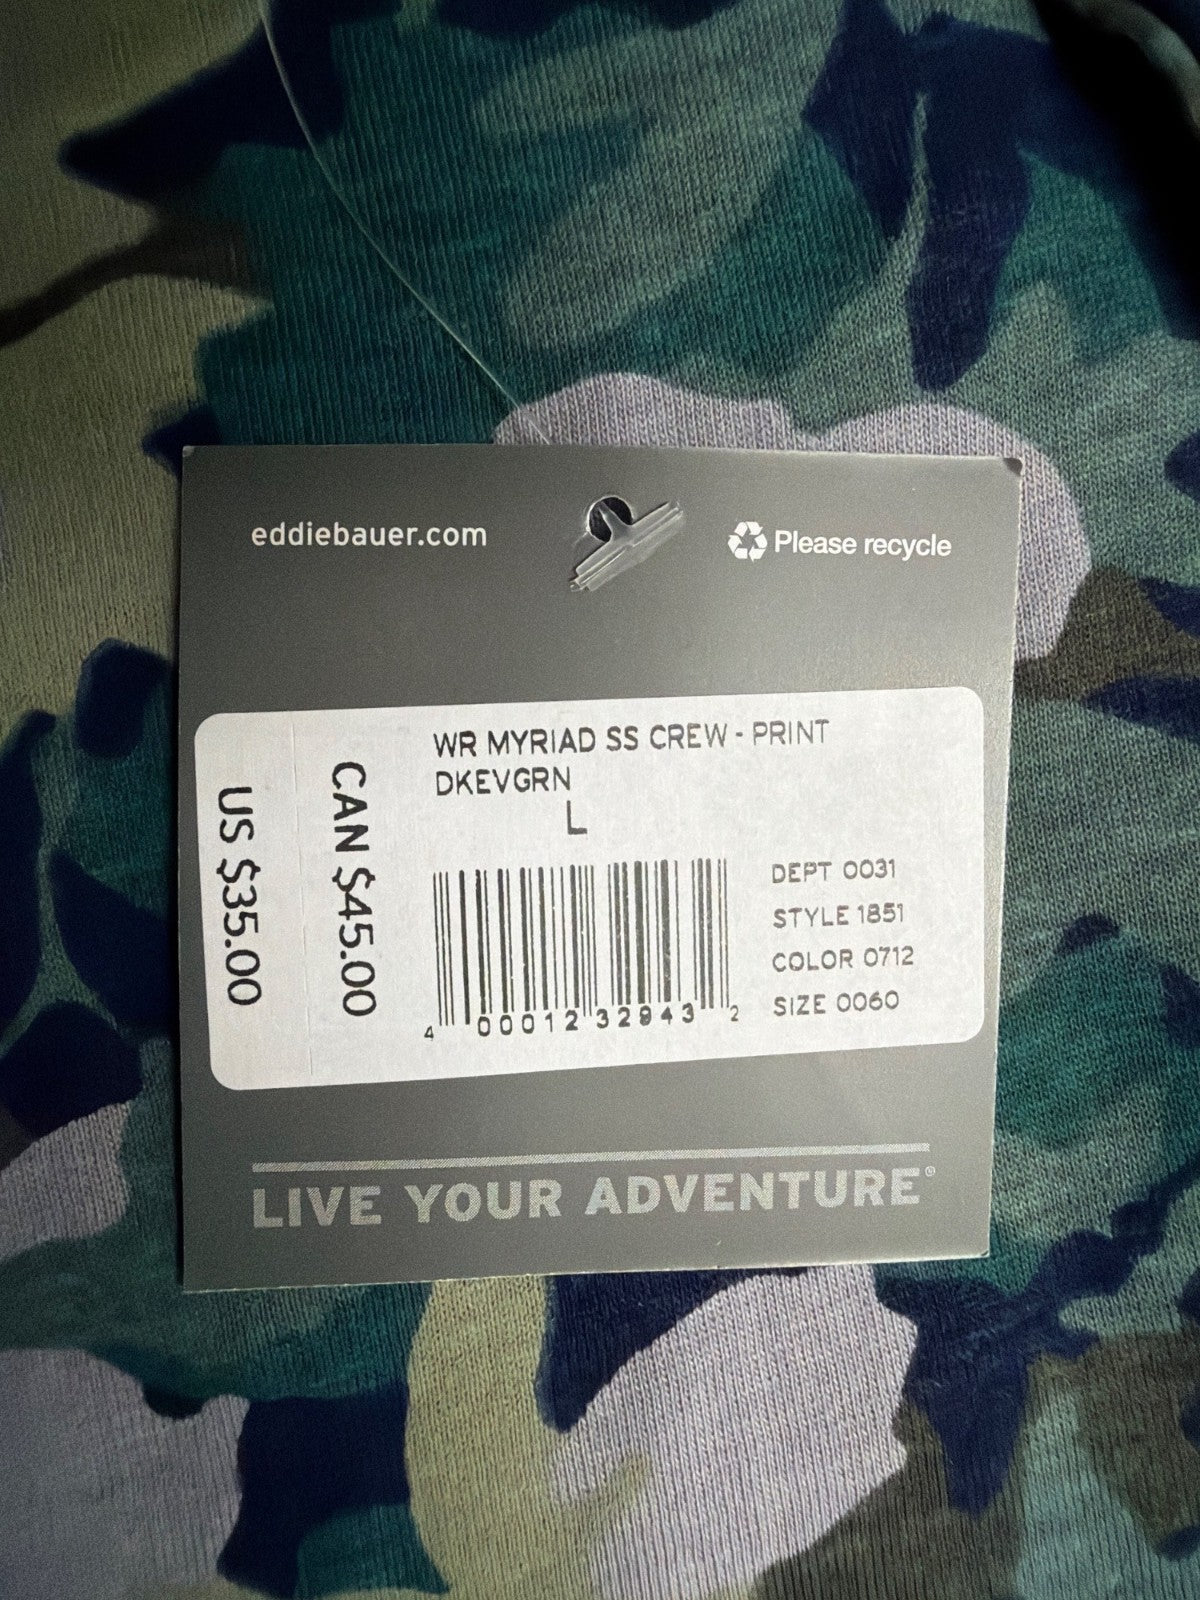 eddiebauer.com
Please recycle
WR MYRIAD SS CREW - PRINT
DKEVGRN
L
US $35.00
CAN $45.00
DEPT 0031
STYLE 1851
COLOR 0712
SIZE 0060
4 00012 32943 2
LIVE YOUR ADVENTURE®